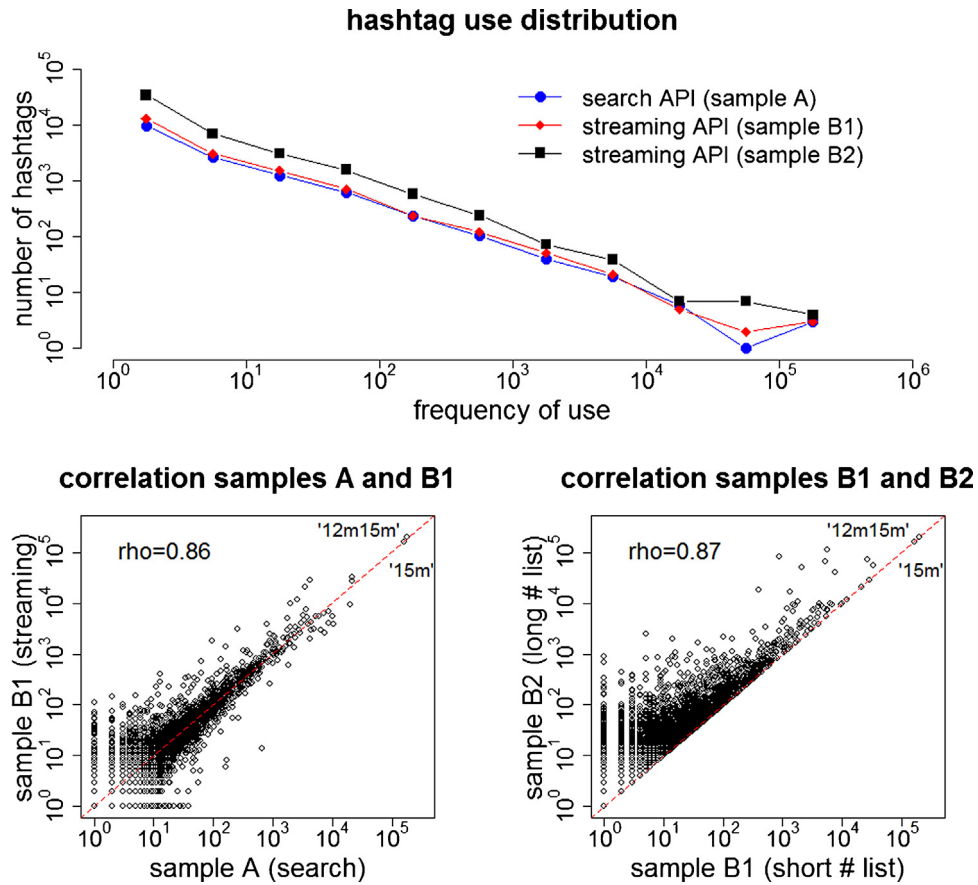 hashtag use distribution
number of hashtags
10^5
10^4
10^3
10^2
10^1
10^0
search API (sample A)
streaming API (sample B1)
streaming API (sample B2)
10^0 10^1 10^2 10^3 10^4 10^5 10^6
frequency of use
correlation samples A and B1
sample B1 (streaming)
10^5
10^4
10^3
10^2
10^1
10^0
rho=0.86
'12m15m'
'15m'
10^0 10^1 10^2 10^3 10^4 10^5
sample A (search)
correlation samples B1 and B2
sample B2 (long # list)
10^5
10^4
10^3
10^2
10^1
10^0
rho=0.87
'12m15m'
'15m'
10^0 10^1 10^2 10^3 10^4 10^5
sample B1 (short # list)